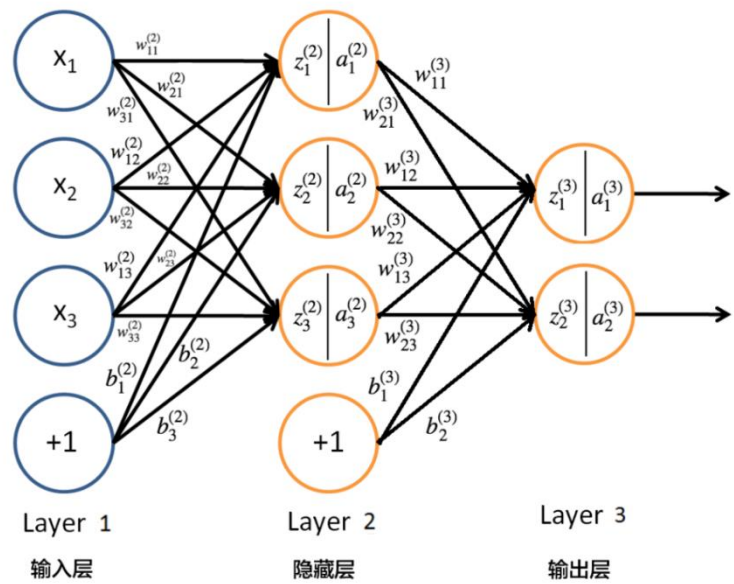 x₁
w₁₁⁽²⁾
w₂₁⁽²⁾
w₃₁⁽²⁾
x₂
w₁₂⁽²⁾
w₂₂⁽²⁾
w₃₂⁽²⁾
x₃
w₁₃⁽²⁾
w₂₃⁽²⁾
w₃₃⁽²⁾
+1
b₁⁽²⁾
b₂⁽²⁾
b₃⁽²⁾
z₁⁽²⁾ | a₁⁽²⁾
z₂⁽²⁾ | a₂⁽²⁾
z₃⁽²⁾ | a₃⁽²⁾
+1
w₁₁⁽³⁾
w₂₁⁽³⁾
w₁₂⁽³⁾
w₂₂⁽³⁾
w₁₃⁽³⁾
w₂₃⁽³⁾
b₁⁽³⁾
b₂⁽³⁾
z₁⁽³⁾ | a₁⁽³⁾
z₂⁽³⁾ | a₂⁽³⁾
Layer 1
输入层
Layer 2
隐藏层
Layer 3
输出层